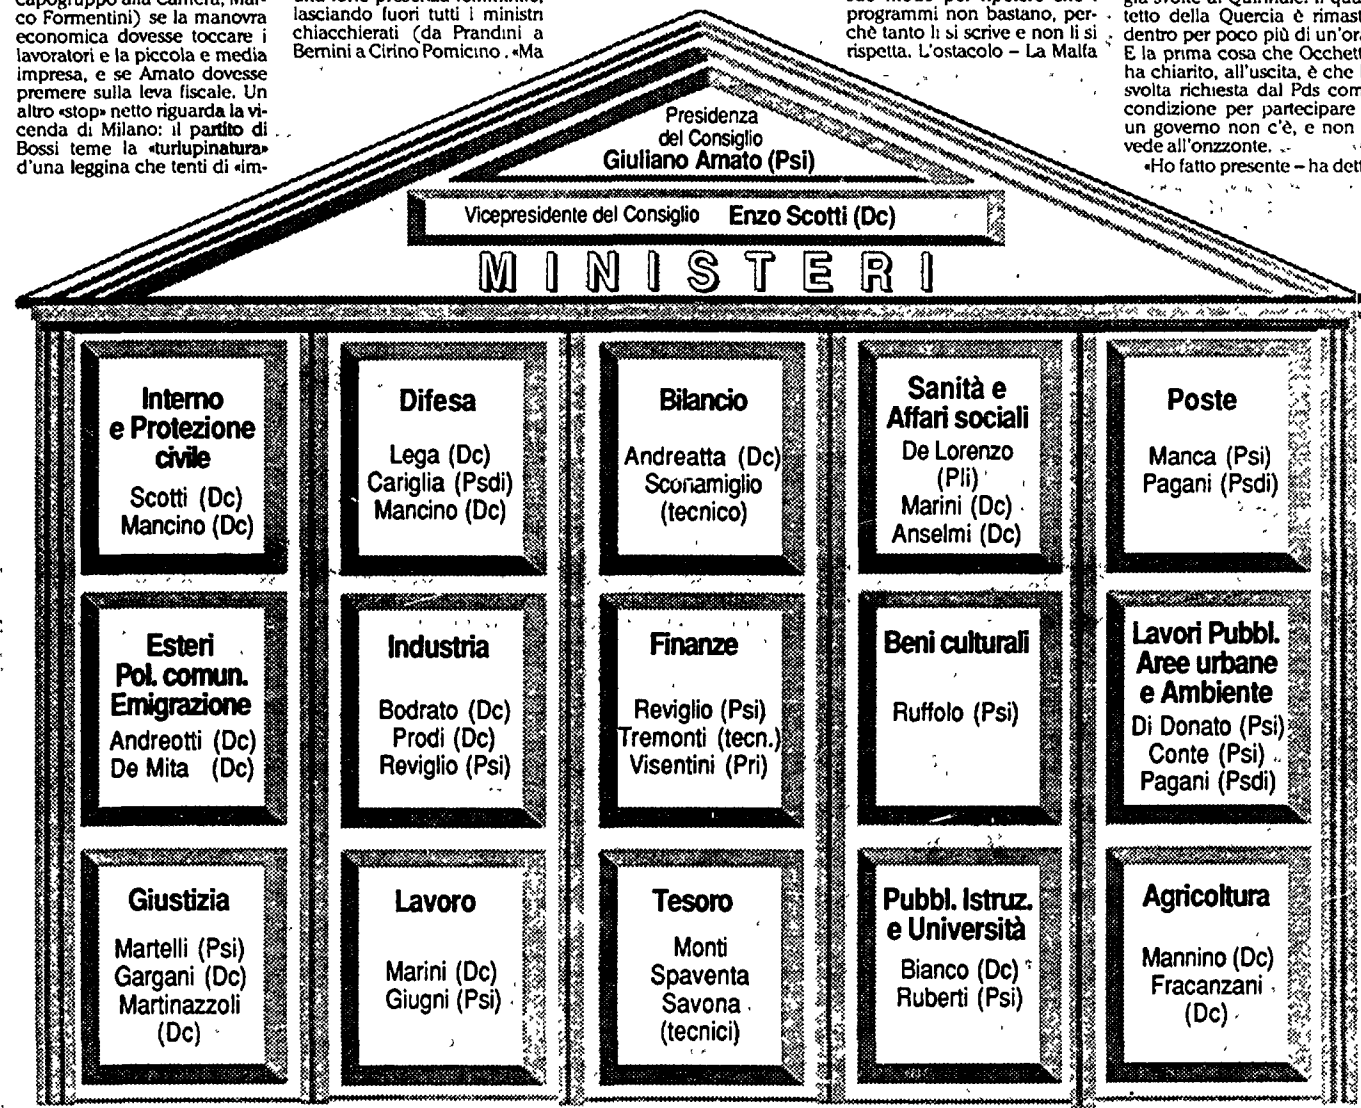 Capogruppo alla Camera, Mar-
co Formentini) se la manovra
economica dovesse toccare i
lavoratori e la piccola e media
impresa, e se Amato dovesse
premere sulla leva fiscale. Un
altro «stop» netto riguarda la vi-
cenda di Milano: il partito di
Bossi teme la «turlupinatura»
d'una leggina che tenti di «im-
lasciando fuori tutti i ministri
chiacchierati (da Prandini a
Bernini a Cirino Pomicino. «Ma
programmi non bastano, per-
chè tanto li si scrive e non li si
rispetta. L'ostacolo – La Malfa
tetto della Quercia è rimast
dentro per poco più di un'ora
E la prima cosa che Occhett
ha chiarito, all'uscita, è che
svolta richiesta dal Pds com
condizione per partecipare
un governo non c'è, e non
vede all'orizzonte.
«Ho fatto presente – ha dett
Presidenza
del Consiglio
Giuliano Amato (Psi)
Vicepresidente del Consiglio Enzo Scotti (Dc)
MINISTERI
Interno
e Protezione
civile
Scotti (Dc)
Mancino (Dc)
Difesa
Lega (Dc)
Cariglia (Psdi)
Mancino (Dc)
Bilancio
Andreatta (Dc)
Scognamiglio
(tecnico)
Sanità e
Affari sociali
De Lorenzo
(Pli)
Marini (Dc)
Anselmi (Dc)
Poste
Manca (Psi)
Pagani (Psdi)
Esteri
Pol. comun.
Emigrazione
Andreotti (Dc)
De Mita (Dc)
Industria
Bodrato (Dc)
Prodi (Dc)
Reviglio (Psi)
Finanze
Reviglio (Psi)
Tremonti (tecn.)
Visentini (Pri)
Beni culturali
Ruffolo (Psi)
Lavori Pubbl.
Aree urbane
e Ambiente
Di Donato (Psi)
Conte (Psi)
Pagani (Psdi)
Giustizia
Martelli (Psi)
Gargani (Dc)
Martinazzoli
(Dc)
Lavoro
Marini (Dc)
Giugni (Psi)
Tesoro
Monti
Spaventa
Savona
(tecnici)
Pubbl. Istruz.
e Università
Bianco (Dc)
Ruberti (Psi)
Agricoltura
Mannino (Dc)
Fracanzani
(Dc)